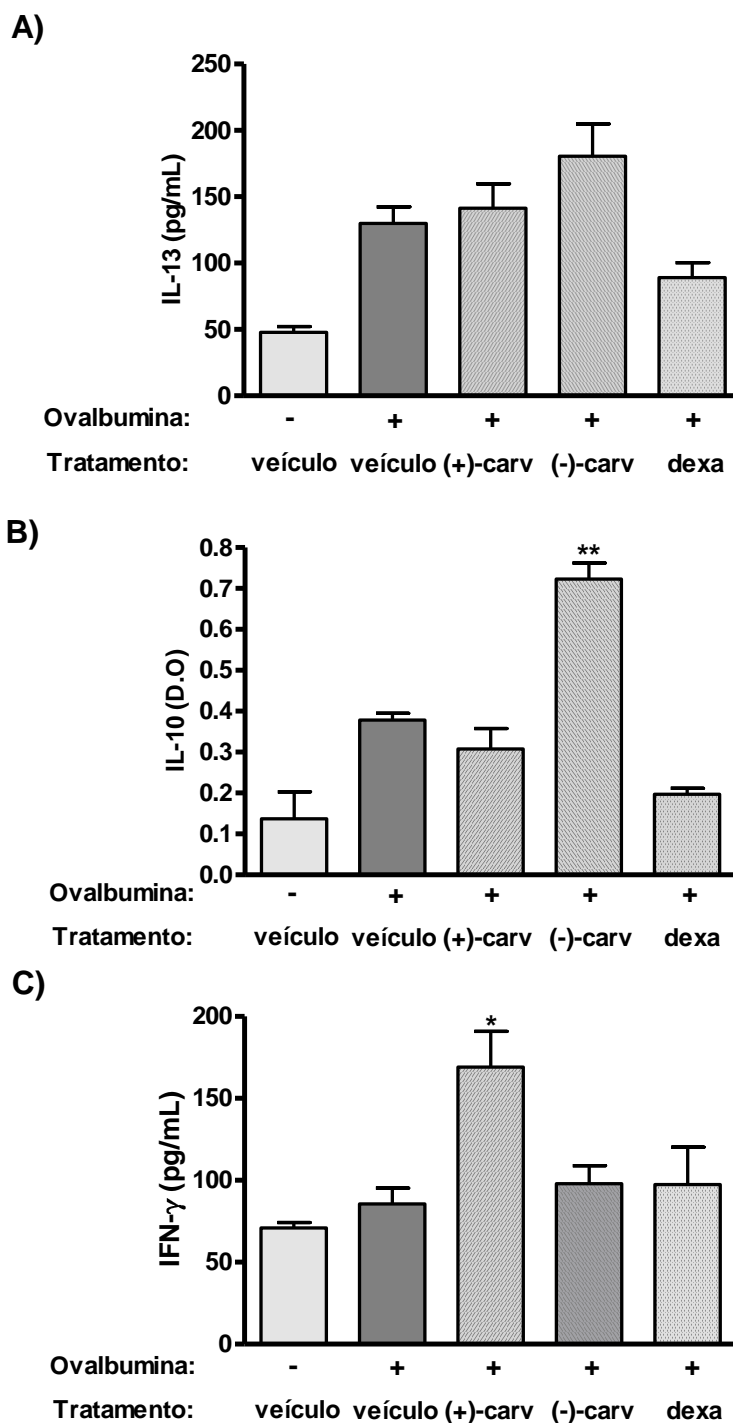 A)
250
200
150
100
50
0
IL-13 (pg/mL)
Ovalbumina: - + + + +
Tratamento: veículo veículo (+)-carv (-)-carv dexa
B)
**
0.8
0.7
0.6
0.5
0.4
0.3
0.2
0.1
0.0
IL-10 (D.O)
Ovalbumina: - + + + +
Tratamento: veículo veículo (+)-carv (-)-carv dexa
C)
*
200
150
100
50
0
IFN-γ (pg/mL)
Ovalbumina: - + + + +
Tratamento: veículo veículo (+)-carv (-)-carv dexa